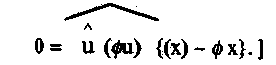 0 = û (ϕu) {(x) ~ ϕ x}. ]